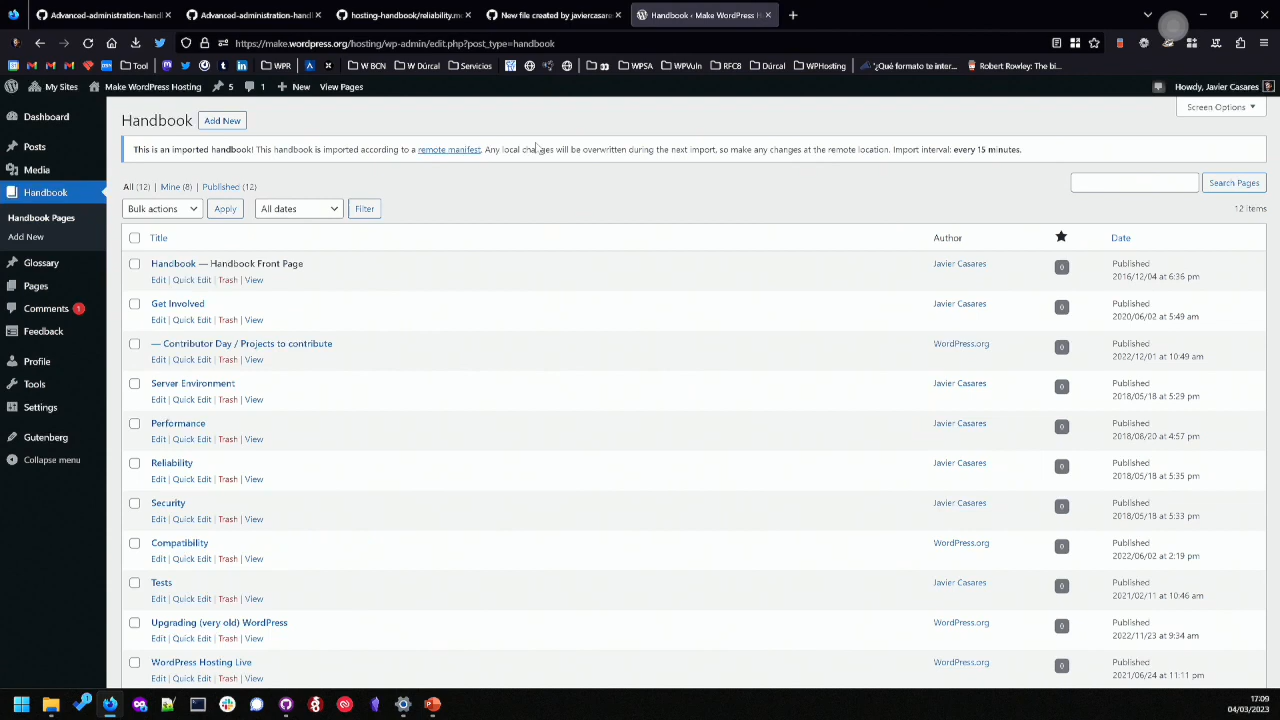 Advanced-administration-handl
Advanced-administration-handl
hosting-handbook/reliability.m
New file created by javiercasare
Handbook ‹ Make WordPress H
https://make.wordpress.org/hosting/wp-admin/edit.php?post_type=handbook
Tool
WPR
W BCN
W Dúrcal
Servicios
WPSA
WPVuln
RFC8
Dúrcal
WPHosting
"¿Qué formato te inter...
Robert Rowley: The bi...
My Sites
Make WordPress Hosting
5
1
New
View Pages
Howdy, Javier Casares
Screen Options
Dashboard
Posts
Media
Handbook
Handbook Pages
Add New
Glossary
Pages
Comments 1
Feedback
Profile
Tools
Settings
Gutenberg
Collapse menu
Handbook Add New
This is an imported handbook! This handbook is imported according to a remote manifest. Any local changes will be overwritten during the next import, so make any changes at the remote location. Import interval: every 15 minutes.
All (12) | Mine (8) | Published (12)
Search Pages
Bulk actions Apply All dates Filter
12 items
Title Author Date
Handbook — Handbook Front Page Javier Casares 0 Published
Edit | Quick Edit | Trash | View 2016/12/04 at 6:36 pm
Get Involved Javier Casares 0 Published
Edit | Quick Edit | Trash | View 2020/06/02 at 5:49 am
— Contributor Day / Projects to contribute WordPress.org 0 Published
Edit | Quick Edit | Trash | View 2022/12/01 at 10:49 am
Server Environment Javier Casares 0 Published
Edit | Quick Edit | Trash | View 2018/05/18 at 5:29 pm
Performance Javier Casares 0 Published
Edit | Quick Edit | Trash | View 2018/08/20 at 4:57 pm
Reliability Javier Casares 0 Published
Edit | Quick Edit | Trash | View 2018/05/18 at 5:35 pm
Security Javier Casares 0 Published
Edit | Quick Edit | Trash | View 2018/05/18 at 5:33 pm
Compatibility WordPress.org 0 Published
Edit | Quick Edit | Trash | View 2022/06/02 at 2:19 pm
Tests Javier Casares 0 Published
Edit | Quick Edit | Trash | View 2021/02/11 at 10:46 am
Upgrading (very old) WordPress WordPress.org 0 Published
Edit | Quick Edit | Trash | View 2022/11/23 at 9:34 am
WordPress Hosting Live WordPress.org 0 Published
Edit | Quick Edit | Trash | View 2021/06/24 at 11:11 pm
1
17:09
04/03/2023